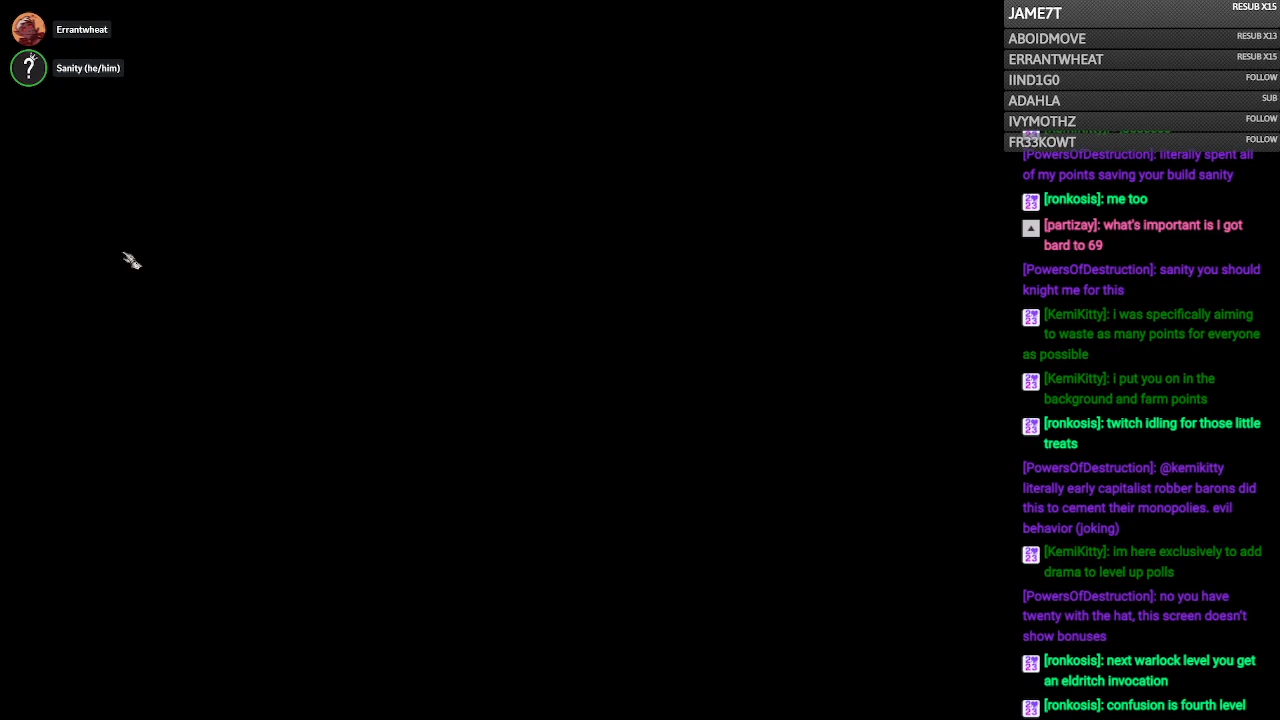 Errantwheat
Sanity (he/him)
JAME7T RESUB X15
ABOIDMOVE RESUB X13
ERRANTWHEAT RESUB X15
IIND1G0 FOLLOW
ADAHLA SUB
IVYMOTHZ FOLLOW
FR33KOWT FOLLOW
[PowersOfDestruction]: literally spent all
of my points saving your build sanity
[ronkosis]: me too
[partizay]: what's important is I got
bard to 69
[PowersOfDestruction]: sanity you should
knight me for this
[KemiKitty]: i was specifically aiming
to waste as many points for everyone
as possible
[KemiKitty]: i put you on in the
background and farm points
[ronkosis]: twitch idling for those little
treats
[PowersOfDestruction]: @kemikitty
literally early capitalist robber barons did
this to cement their monopolies. evil
behavior (joking)
[KemiKitty]: im here exclusively to add
drama to level up polls
[PowersOfDestruction]: no you have
twenty with the hat, this screen doesn't
show bonuses
[ronkosis]: next warlock level you get
an eldritch invocation
[ronkosis]: confusion is fourth level